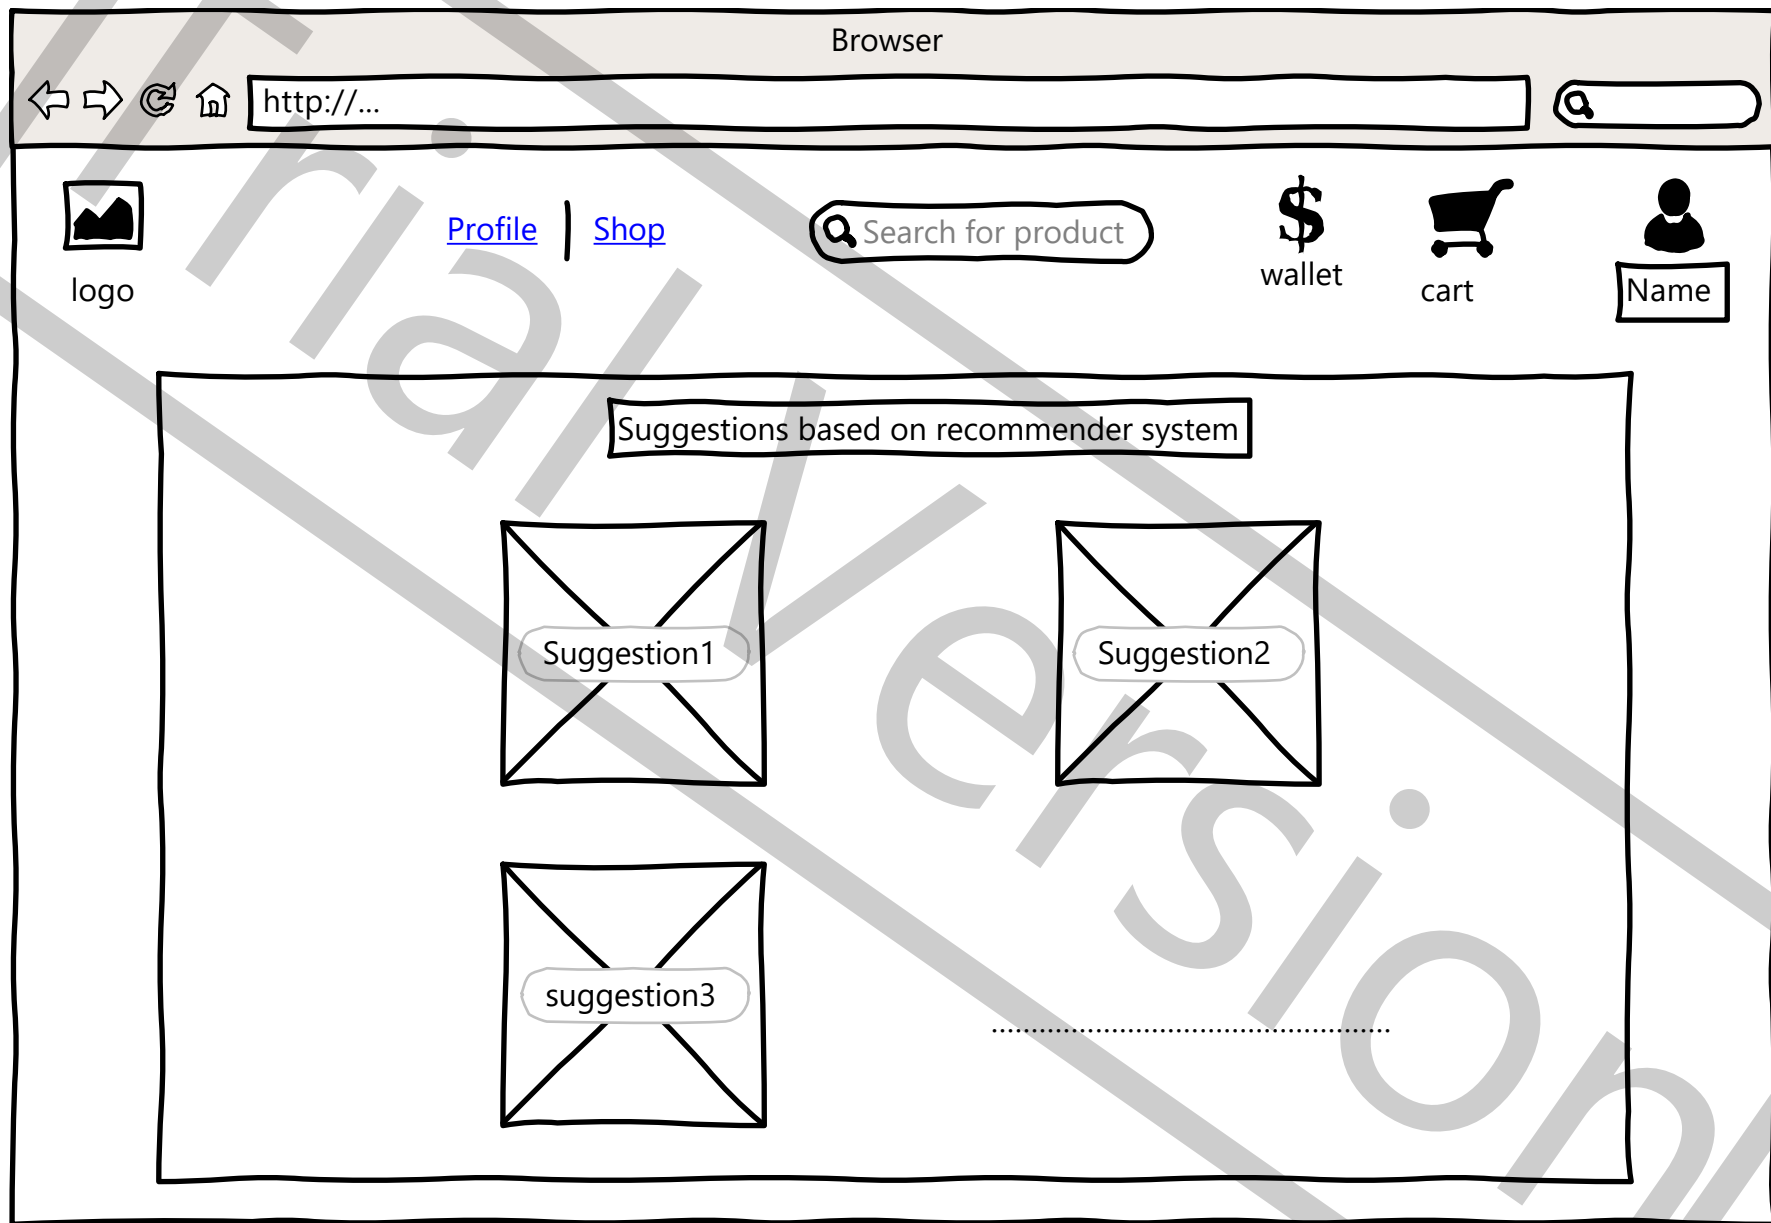 Browser
http://...
Profile
Shop
Search for product
wallet
logo
cart
Name
Suggestions based on recommender system
Suggestion1
Suggestion2
suggestion3
.................................................
Trial Version